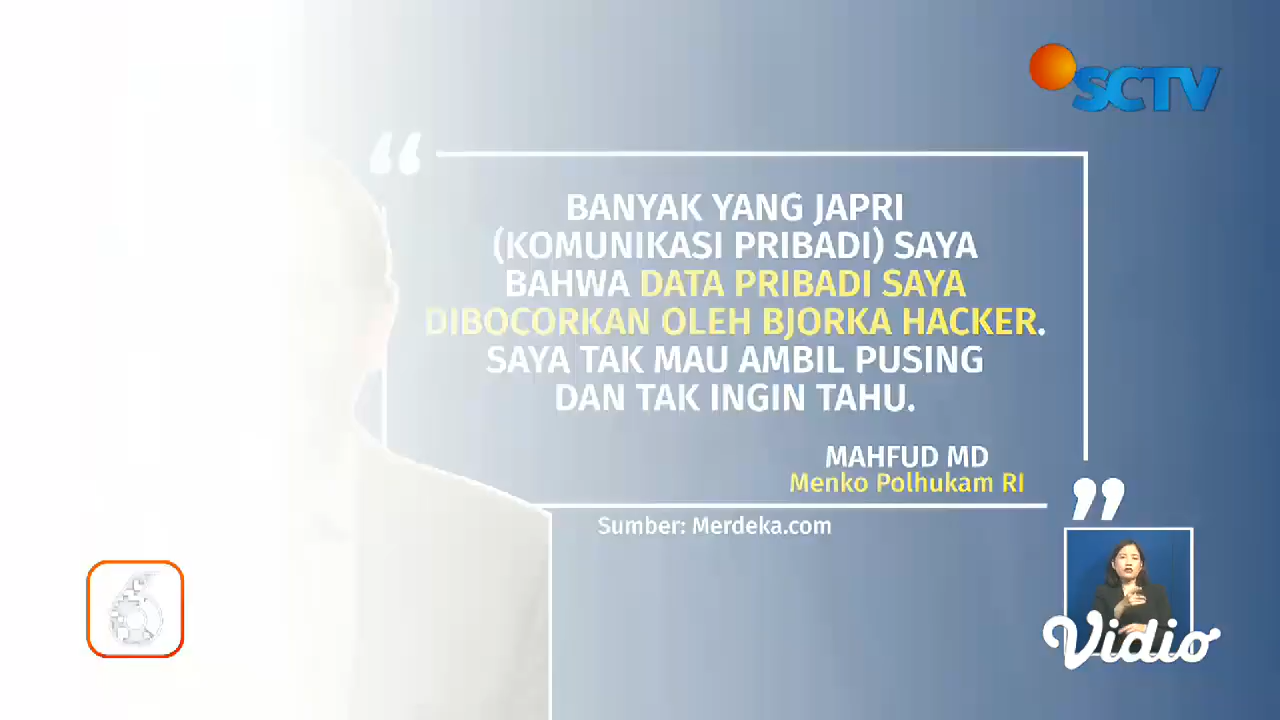 SCTV
“
BANYAK YANG JAPRI
(KOMUNIKASI PRIBADI) SAYA
BAHWA DATA PRIBADI SAYA
DIBOCORKAN OLEH BJORKA HACKER.
SAYA TAK MAU AMBIL PUSING
DAN TAK INGIN TAHU.
MAHFUD MD
Menko Polhukam RI
”
Sumber: Merdeka.com
6
Vidio